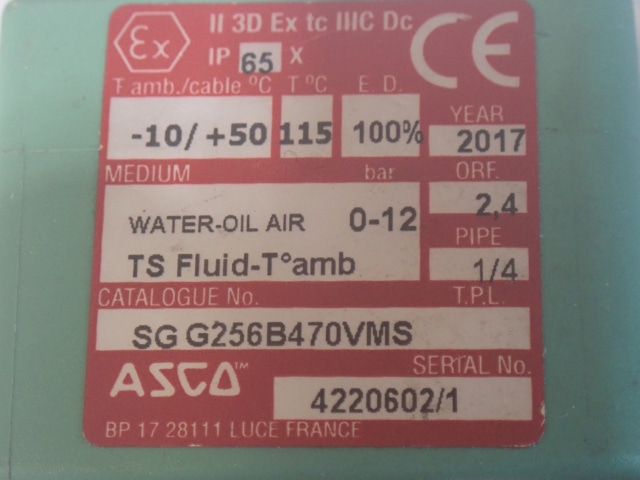 Ex II 3D Ex tc IIIC Dc CE
IP 65 X
T amb./cable °C T °C E. D.
-10/ +50 115 100%
YEAR
2017
MEDIUM bar ORF.
WATER-OIL AIR 0-12 2,4
TS Fluid-T°amb
PIPE
1/4
CATALOGUE No. T.P.L.
SG G256B470VMS
ASCO™ SERIAL No.
4220602/1
BP 17 28111 LUCE FRANCE